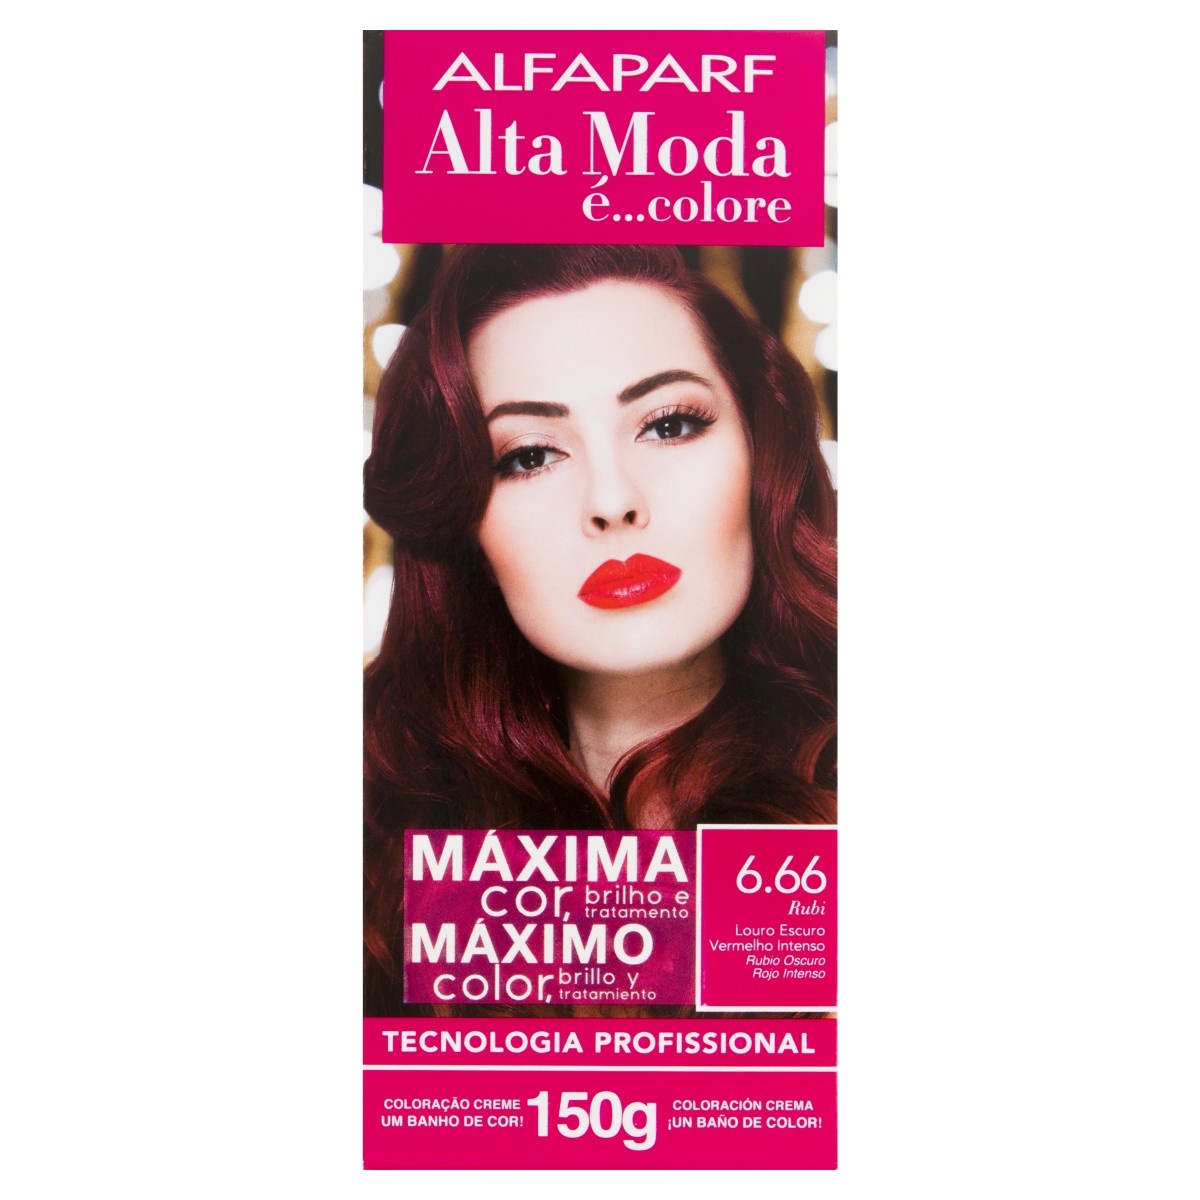 ALFAPARF
Alta Moda
é...colore
MÁXIMA
cor, brilho e
tratamento
MÁXIMO
color, brillo y
tratamiento
6.66
Rubi
Louro Escuro
Vermelho Intenso
Rubio Oscuro
Rojo Intenso
TECNOLOGIA PROFISSIONAL
COLORAÇÃO CREME
UM BANHO DE COR!
150g
COLORACIÓN CREMA
¡UN BAÑO DE COLOR!